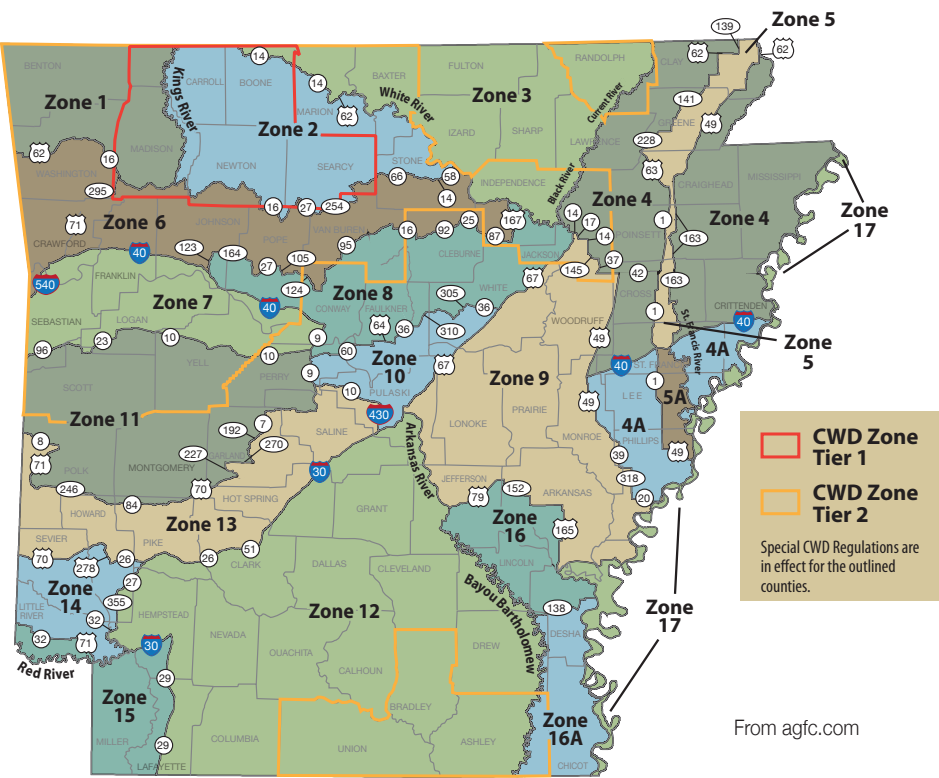 139
Zone 5
62
62
14
BENTON
CARROLL
BOONE
14
BAXTER
FULTON
RANDOLPH
CLAY
Kings River
MARION
62
White River
Zone 3
Current River
141
Zone 1
GREENE
49
Zone 2
IZARD
SHARP
LAWRENCE
228
MADISON
62
16
NEWTON
SEARCY
STONE
WASHINGTON
63
66
58
INDEPENDENCE
Black River
CRAIGHEAD
MISSISSIPPI
295
14
Zone 4
16
27
254
Zone 4
Zone 17
71
Zone 6
JOHNSON
POPE
VAN BUREN
16
92
25
167
87
14
17
14
1
163
CRAWFORD
40
123
164
95
CLEBURNE
JACKSON
POINSETT
27
105
37
145
42
163
540
FRANKLIN
124
Zone 8
305
WHITE
67
CROSS
Zone 7
40
CONWAY
FAULKNER
CRITTENDEN
SEBASTIAN
LOGAN
64
36
310
WOODRUFF
1
40
St. Francis River
Zone 5
96
23
10
9
60
49
YELL
10
Zone 10
67
40
ST. FRANCIS
4A
SCOTT
PERRY
9
Zone 9
1
10
PULASKI
LEE
5A
Zone 11
430
49
PRAIRIE
LONOKE
4A
192
7
SALINE
MONROE
PHILLIPS
8
227
GARLAND
270
Arkansas River
39
49
71
POLK
MONTGOMERY
30
JEFFERSON
318
246
70
HOT SPRING
79
152
ARKANSAS
20
84
GRANT
HOWARD
Zone 13
Zone 16
165
SEVIER
PIKE
51
70
26
26
CLARK
DALLAS
CLEVELAND
LINCOLN
278
Zone 14
27
Bayou Bartholomew
LITTLE RIVER
355
HEMPSTEAD
Zone 12
138
Zone 17
32
DESHA
32
71
30
NEVADA
OUACHITA
DREW
Red River
29
CALHOUN
Zone 15
BRADLEY
Zone 16A
MILLER
29
COLUMBIA
UNION
ASHLEY
LAFAYETTE
CHICOT
CWD Zone
Tier 1
CWD Zone
Tier 2
Special CWD Regulations are
in effect for the outlined
counties.
From agfc.com